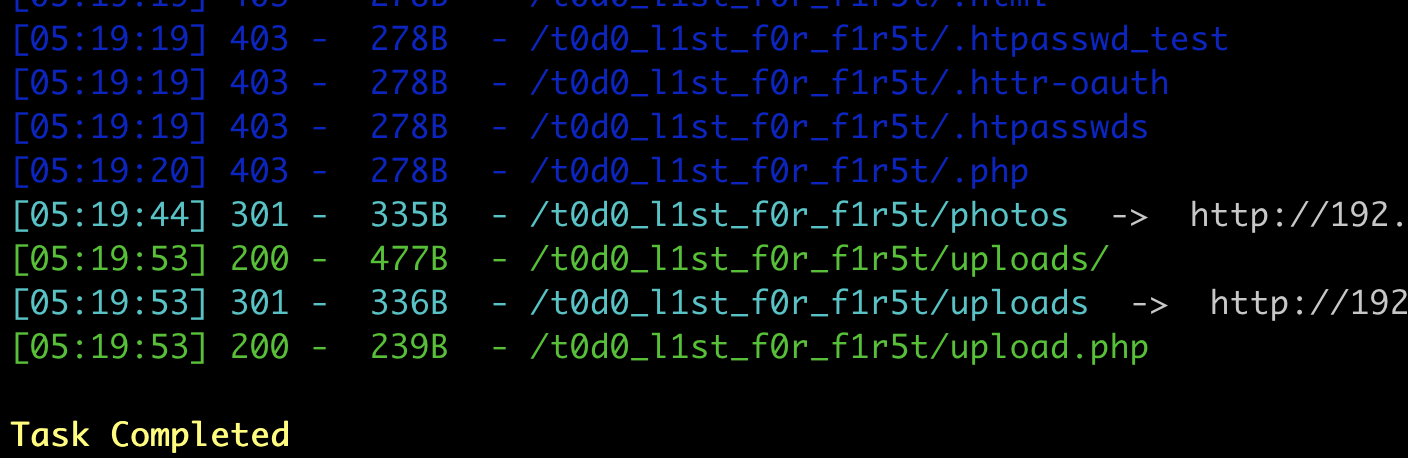 [05:19:19] 403 -  278B  - /t0d0_l1st_f0r_f1r5t/.html
[05:19:19] 403 -  278B  - /t0d0_l1st_f0r_f1r5t/.htpasswd_test
[05:19:19] 403 -  278B  - /t0d0_l1st_f0r_f1r5t/.httr-oauth
[05:19:19] 403 -  278B  - /t0d0_l1st_f0r_f1r5t/.htpasswds
[05:19:20] 403 -  278B  - /t0d0_l1st_f0r_f1r5t/.php
[05:19:44] 301 -  335B  - /t0d0_l1st_f0r_f1r5t/photos  ->  http://192.
[05:19:53] 200 -  477B  - /t0d0_l1st_f0r_f1r5t/uploads/
[05:19:53] 301 -  336B  - /t0d0_l1st_f0r_f1r5t/uploads  ->  http://192
[05:19:53] 200 -  239B  - /t0d0_l1st_f0r_f1r5t/upload.php
Task Completed